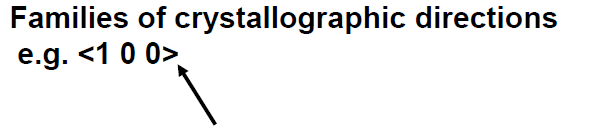 Families of crystallographic directions
e.g. <1 0 0>